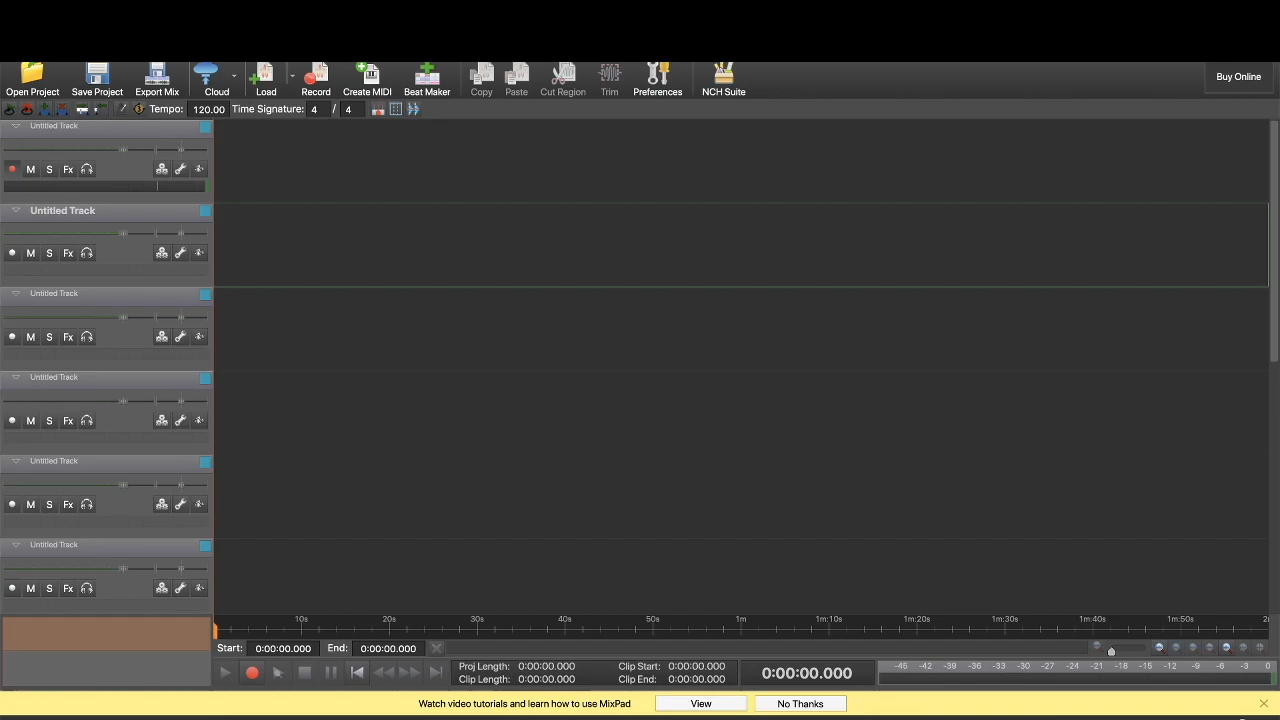 Open Project Save Project Export Mix Cloud Load Record Create MIDI Beat Maker Copy Paste Cut Region Trim Preferences NCH Suite Buy Online
Tempo: 120.00 Time Signature: 4 / 4
Untitled Track
M S Fx
Untitled Track
M S Fx
Untitled Track
M S Fx
Untitled Track
M S Fx
Untitled Track
M S Fx
Untitled Track
M S Fx
10s 20s 30s 40s 50s 1m 1m:10s 1m:20s 1m:30s 1m:40s 1m:50s
Start: 0:00:00.000 End: 0:00:00.000
Proj Length: 0:00:00.000 Clip Start: 0:00:00.000
Clip Length: 0:00:00.000 Clip End: 0:00:00.000
0:00:00.000
-45 -42 -39 -36 -33 -30 -27 -24 -21 -18 -15 -12 -9 -6 -3 0
Watch video tutorials and learn how to use MixPad View No Thanks